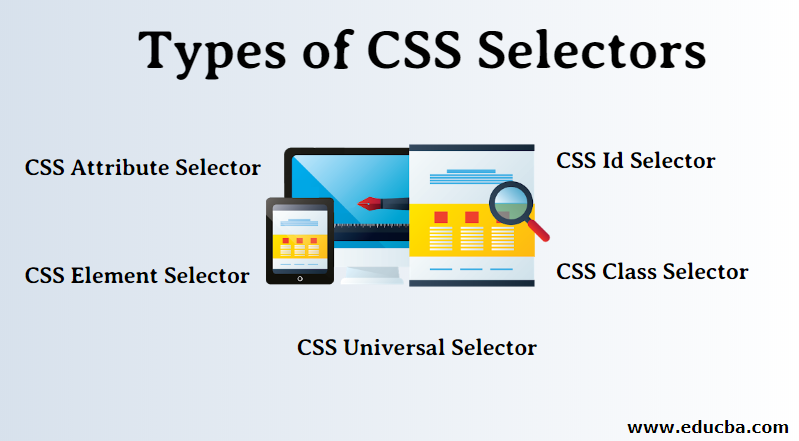 Types of CSS Selectors
CSS Attribute Selector
CSS Id Selector
CSS Element Selector
CSS Class Selector
CSS Universal Selector
www.educba.com